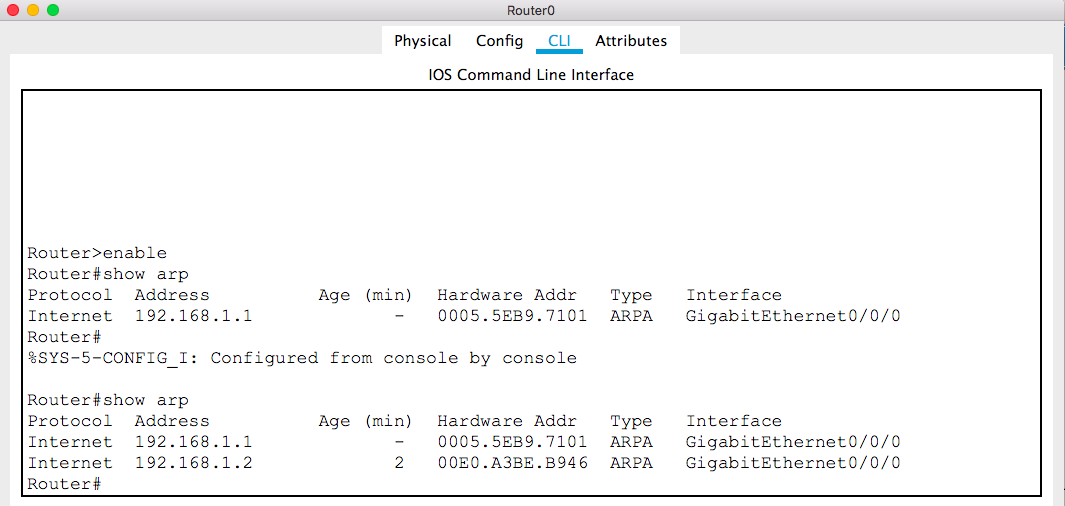 Router0
Physical Config CLI Attributes
IOS Command Line Interface
Router>enable
Router#show arp
Protocol  Address          Age (min)  Hardware Addr   Type   Interface
Internet  192.168.1.1             -   0005.5EB9.7101  ARPA   GigabitEthernet0/0/0
Router#
%SYS-5-CONFIG_I: Configured from console by console
Router#show arp
Protocol  Address          Age (min)  Hardware Addr   Type   Interface
Internet  192.168.1.1             -   0005.5EB9.7101  ARPA   GigabitEthernet0/0/0
Internet  192.168.1.2             2   00E0.A3BE.B946  ARPA   GigabitEthernet0/0/0
Router#